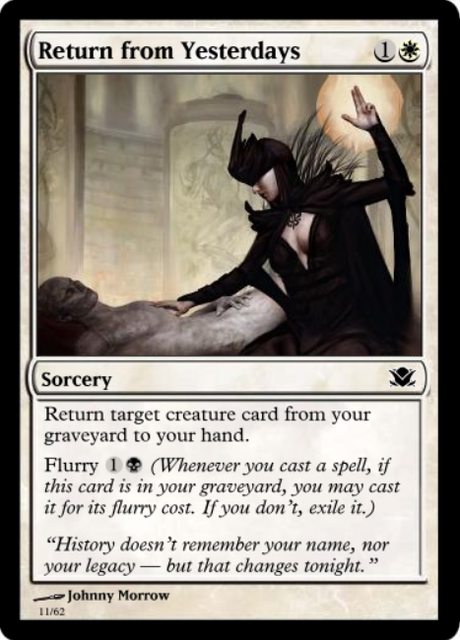 Return from Yesterdays 1
Sorcery
Return target creature card from your
graveyard to your hand.
Flurry 1 (Whenever you cast a spell, if
this card is in your graveyard, you may cast
it for its flurry cost. If you don't, exile it.)
“History doesn't remember your name, nor
your legacy — but that changes tonight.”
Johnny Morrow
11/62